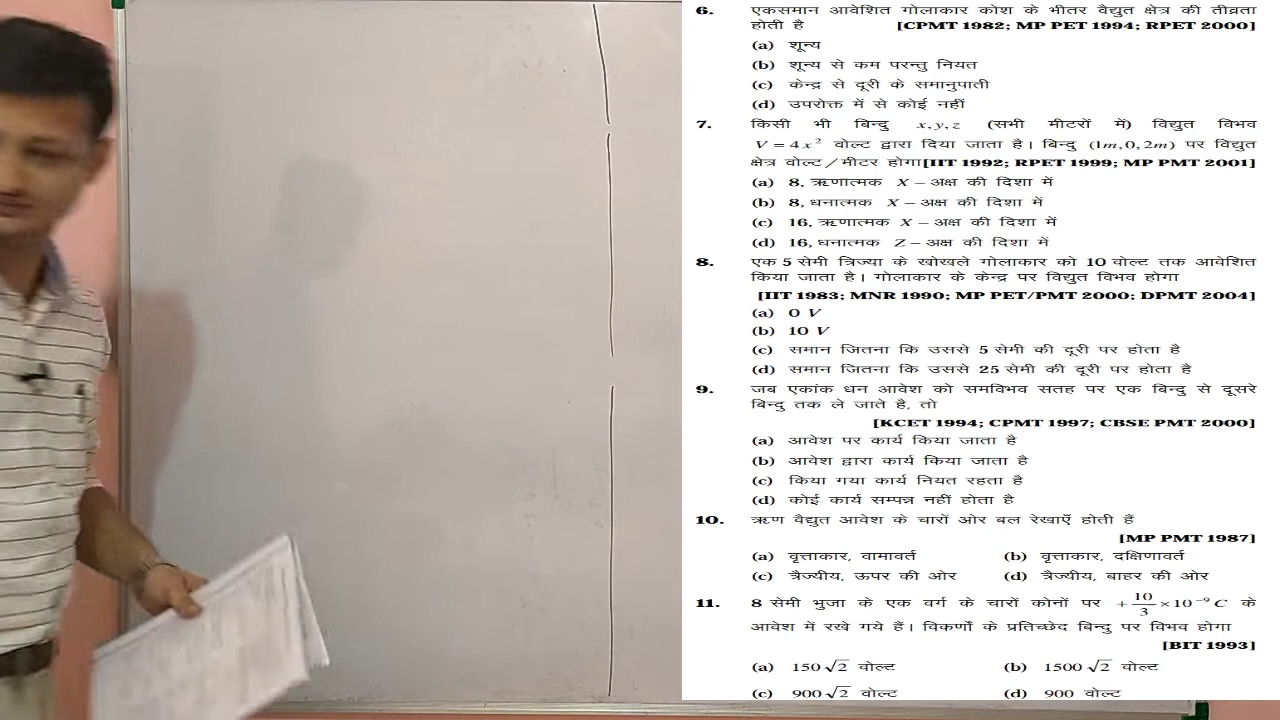 6. एकसमान आवेशित गोलाकार कोश के भीतर वैद्युत क्षेत्र की तीव्रता
होती है [CPMT 1982; MP PET 1994; RPET 2000]
(a) शून्य
(b) शून्य से कम परन्तु नियत
(c) केन्द्र से दूरी के समानुपाती
(d) उपरोक्त में से कोई नहीं
7. किसी भी बिन्दु x, y, z (सभी मीटरों में) विद्युत विभव
V = 4x² वोल्ट द्वारा दिया जाता है। बिन्दु (1m, 0, 2m) पर विद्युत
क्षेत्र वोल्ट/मीटर होगा[IIT 1992; RPET 1999; MP PMT 2001]
(a) 8, ऋणात्मक X – अक्ष की दिशा में
(b) 8, धनात्मक X – अक्ष की दिशा में
(c) 16, ऋणात्मक X – अक्ष की दिशा में
(d) 16, धनात्मक Z – अक्ष की दिशा में
8. एक 5 सेमी त्रिज्या के खोखले गोलाकार को 10 वोल्ट तक आवेशित
किया जाता है। गोलाकार के केन्द्र पर विद्युत विभव होगा
[IIT 1983; MNR 1990; MP PET/PMT 2000; DPMT 2004]
(a) 0 V
(b) 10 V
(c) समान जितना कि उससे 5 सेमी की दूरी पर होता है
(d) समान जितना कि उससे 25 सेमी की दूरी पर होता है
9. जब एकांक धन आवेश को समविभव सतह पर एक बिन्दु से दूसरे
बिन्दु तक ले जाते है, तो
[KCET 1994; CPMT 1997; CBSE PMT 2000]
(a) आवेश पर कार्य किया जाता है
(b) आवेश द्वारा कार्य किया जाता है
(c) किया गया कार्य नियत रहता है
(d) कोई कार्य सम्पन्न नहीं होता है
10. ऋण वैद्युत आवेश के चारों ओर बल रेखाएँ होती हैं
[MP PMT 1987]
(a) वृत्ताकार, वामावर्त (b) वृत्ताकार, दक्षिणावर्त
(c) त्रैज्यीय, ऊपर की ओर (d) त्रैज्यीय, बाहर की ओर
11. 8 सेमी भुजा के एक वर्ग के चारों कोनों पर +10/3 × 10⁻⁹ C के
आवेश में रखे गये हैं। विकर्णों के प्रतिच्छेद बिन्दु पर विभव होगा
[BIT 1993]
(a) 150√2 वोल्ट (b) 1500√2 वोल्ट
(c) 900√2 वोल्ट (d) 900 वोल्ट